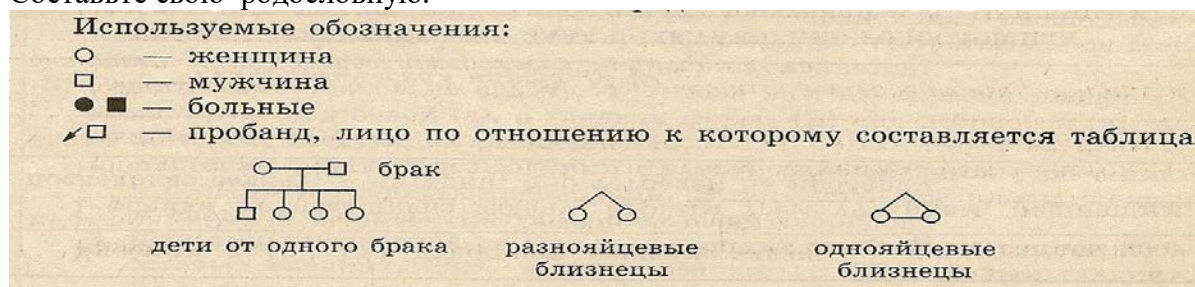 Составьте свою родословную.
Используемые обозначения:
— женщина
— мужчина
— больные
— пробанд, лицо по отношению к которому составляется таблица
брак
дети от одного брака
разнояйцевые
близнецы
однояйцевые
близнецы